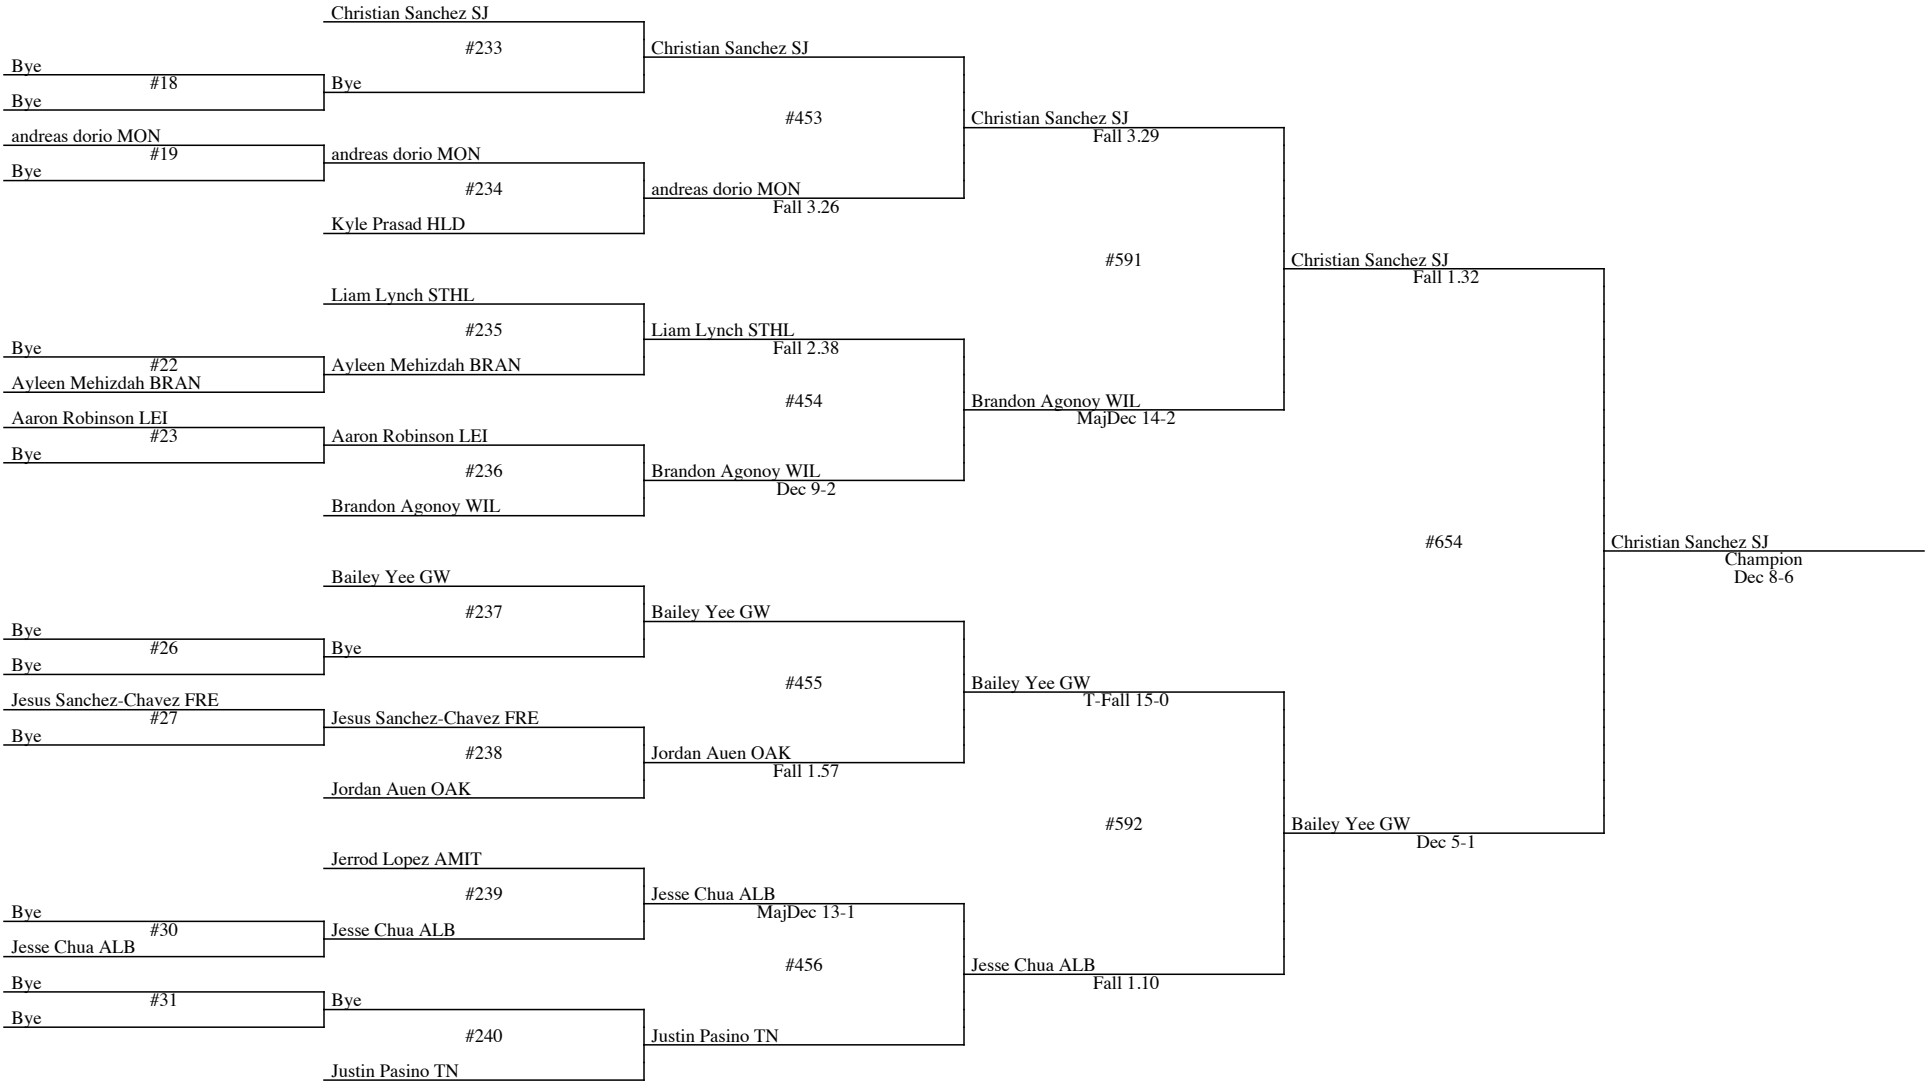 Christian Sanchez SJ
#233
Christian Sanchez SJ
Bye
#18
Bye
Bye
#453
Christian Sanchez SJ
Fall 3.29
andreas dorio MON
#19
andreas dorio MON
Bye
#234
andreas dorio MON
Fall 3.26
Kyle Prasad HLD
#591
Christian Sanchez SJ
Fall 1.32
Liam Lynch STHL
#235
Liam Lynch STHL
Fall 2.38
Bye
#22
Ayleen Mehizdah BRAN
Ayleen Mehizdah BRAN
#454
Brandon Agonoy WIL
MajDec 14-2
Aaron Robinson LEI
#23
Aaron Robinson LEI
Bye
#236
Brandon Agonoy WIL
Dec 9-2
Brandon Agonoy WIL
#654
Christian Sanchez SJ
Champion
Dec 8-6
Bailey Yee GW
#237
Bailey Yee GW
Bye
#26
Bye
Bye
#455
Bailey Yee GW
T-Fall 15-0
Jesus Sanchez-Chavez FRE
#27
Jesus Sanchez-Chavez FRE
Bye
#238
Jordan Auen OAK
Fall 1.57
Jordan Auen OAK
#592
Bailey Yee GW
Dec 5-1
Jerrod Lopez AMIT
#239
Jesse Chua ALB
MajDec 13-1
Bye
#30
Jesse Chua ALB
Jesse Chua ALB
#456
Jesse Chua ALB
Fall 1.10
Bye
#31
Bye
Bye
#240
Justin Pasino TN
Justin Pasino TN